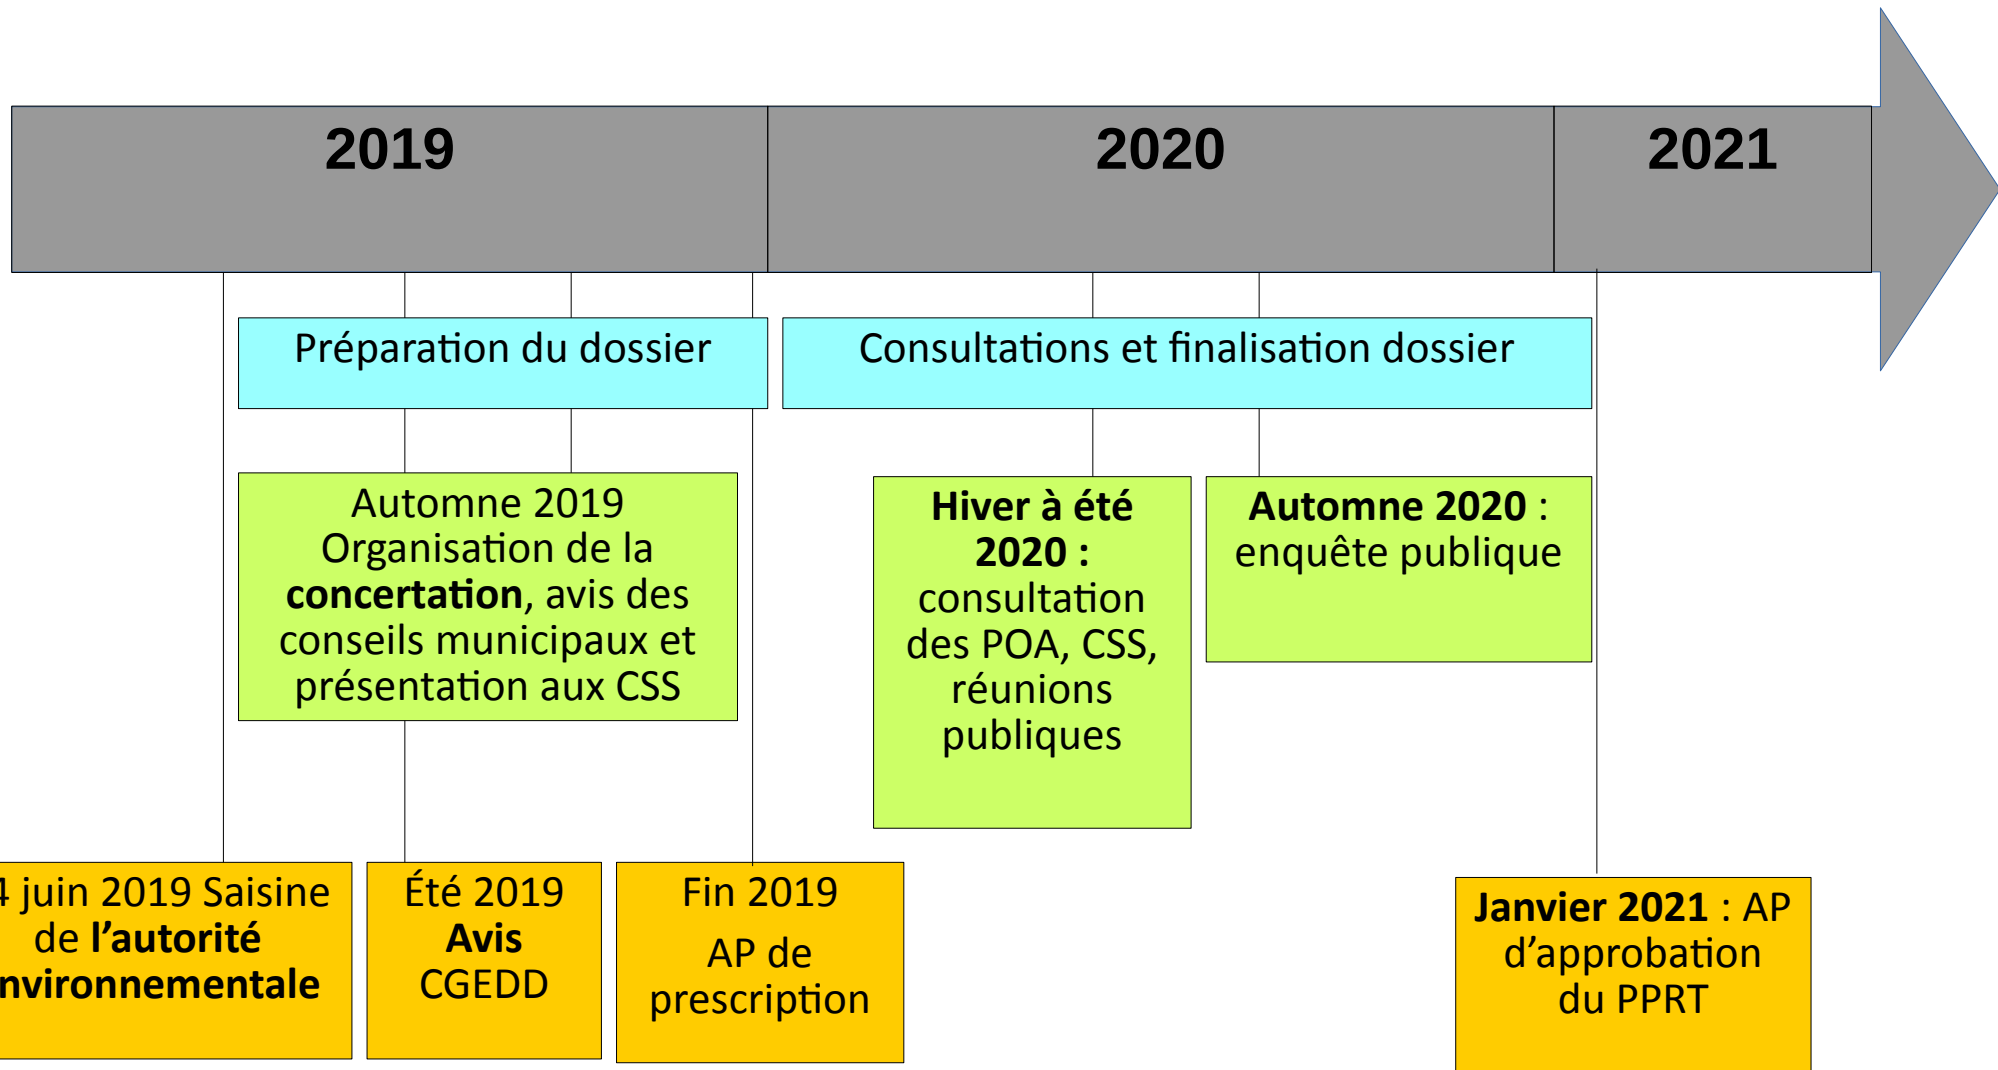 2019
2020
2021
Préparation du dossier
Consultations et finalisation dossier
Automne 2019
Organisation de la
concertation, avis des
conseils municipaux et
présentation aux CSS
Hiver à été
2020 :
consultation
des POA, CSS,
réunions
publiques
Automne 2020 :
enquête publique
4 juin 2019 Saisine
de l'autorité
nvironnementale
Été 2019
Avis
CGEDD
Fin 2019
AP de
prescription
Janvier 2021 : AP
d’approbation
du PPRT